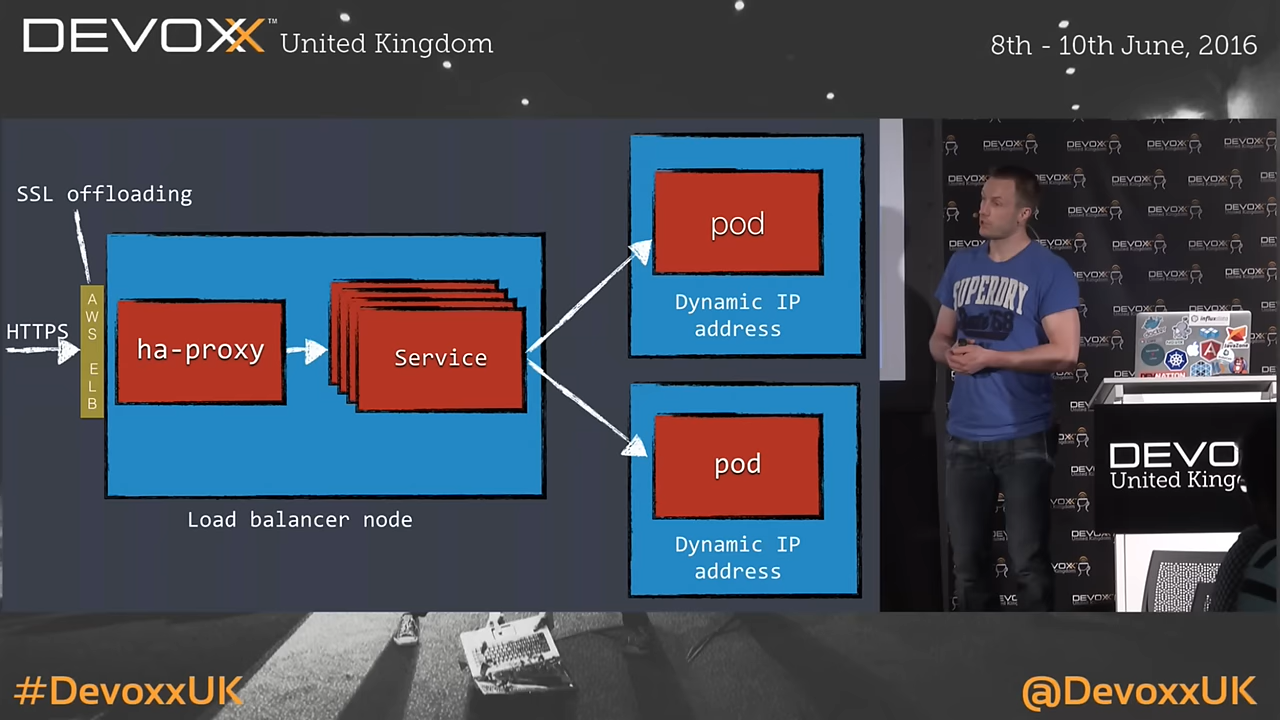 DEVOXX™ United Kingdom
8th - 10th June, 2016
SSL offloading
HTTPS
AWS ELB
ha-proxy
Service
Load balancer node
pod
Dynamic IP
address
pod
Dynamic IP
address
SUPERDRY
DEVO
United King
#DevoxxUK
@DevoxxUK